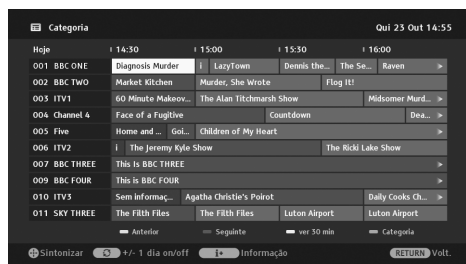 Categoria Qui 23 Out 14:55
Hoje 14:30 15:00 15:30 16:00
001 BBC ONE Diagnosis Murder i LazyTown Dennis the... The Se... Raven
002 BBC TWO Market Kitchen Murder, She Wrote Flog It!
003 ITV1 60 Minute Makeov... The Alan Titchmarsh Show Midsomer Murd...
004 Channel 4 Face of a Fugitive Countdown Dea...
005 Five Home and ... Goi... Children of My Heart
006 ITV2 i The Jeremy Kyle Show The Ricki Lake Show
007 BBC THREE This Is BBC THREE
009 BBC FOUR This is BBC FOUR
010 ITV3 Sem informaç... Agatha Christie's Poirot Daily Cooks Ch...
011 SKY THREE The Filth Files The Filth Files Luton Airport Luton Airport
Anterior Seguinte ver 30 min Categoria
Sintonizar +/- 1 dia on/off i+ Informação RETURN Volt.